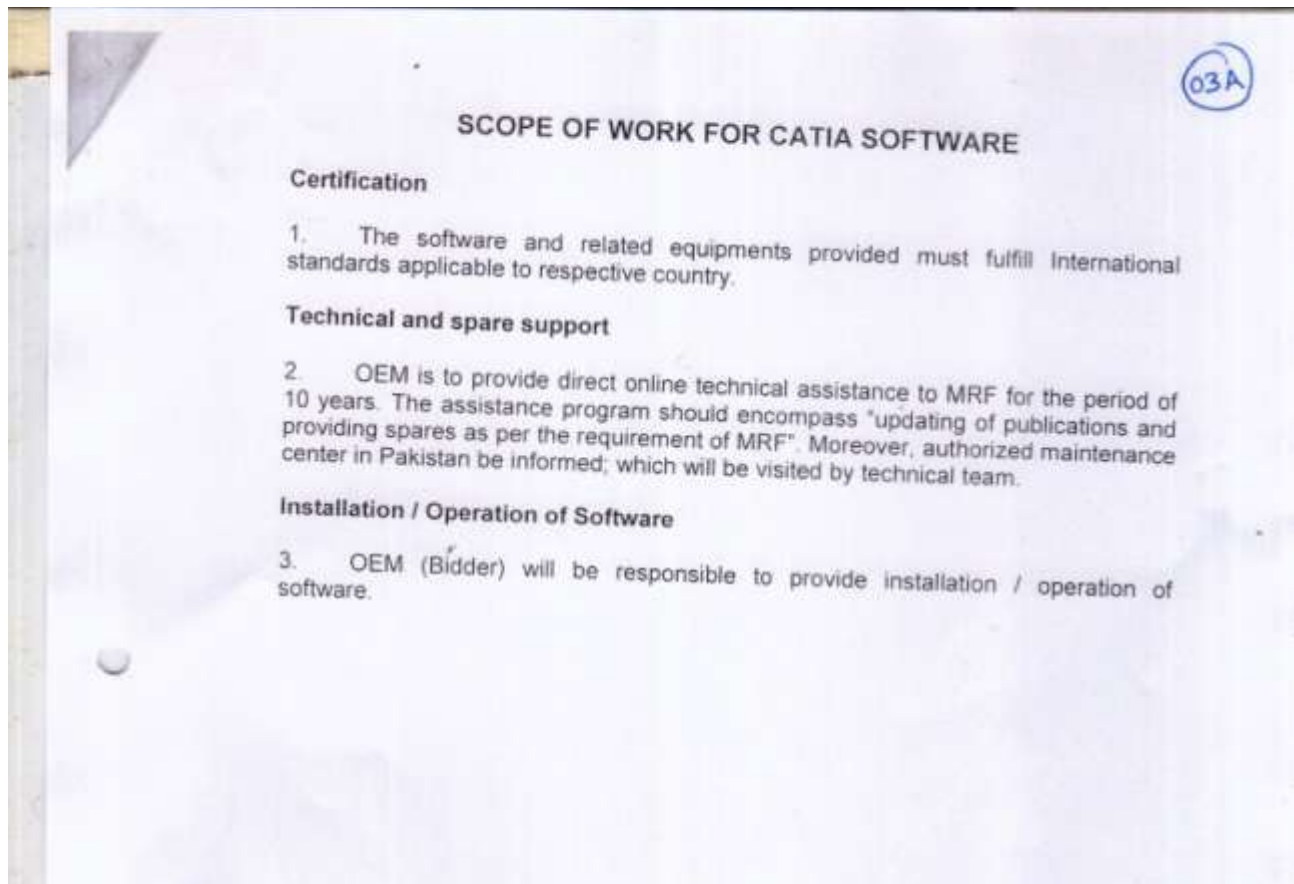 03A
SCOPE OF WORK FOR CATIA SOFTWARE
Certification
1. The software and related equipments provided must fulfill International
standards applicable to respective country.
Technical and spare support
2. OEM is to provide direct online technical assistance to MRF for the period of
10 years. The assistance program should encompass "updating of publications and
providing spares as per the requirement of MRF". Moreover, authorized maintenance
center in Pakistan be informed; which will be visited by technical team.
Installation / Operation of Software
3. OEM (Bidder) will be responsible to provide installation / operation of
software.